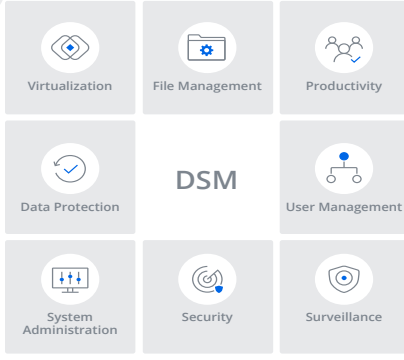 Virtualization
File Management
Productivity
Data Protection
DSM
User Management
System
Administration
Security
Surveillance